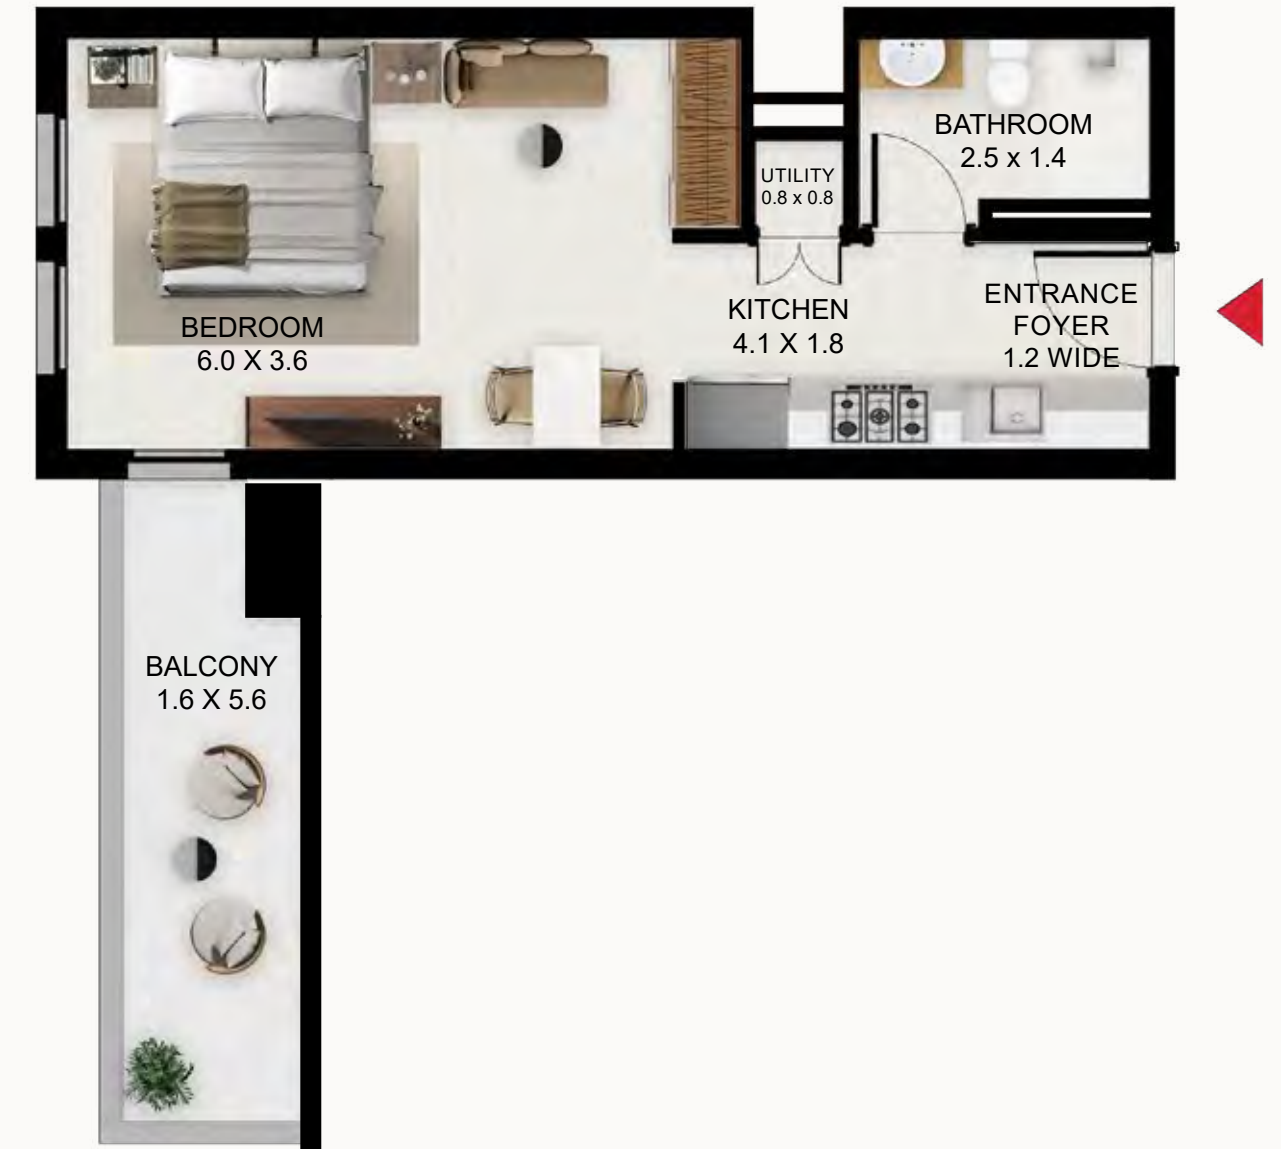 BATHROOM
2.5 x 1.4
UTILITY
0.8 x 0.8
KITCHEN
4.1 X 1.8
ENTRANCE
FOYER
1.2 WIDE
BEDROOM
6.0 X 3.6
BALCONY
1.6 X 5.6